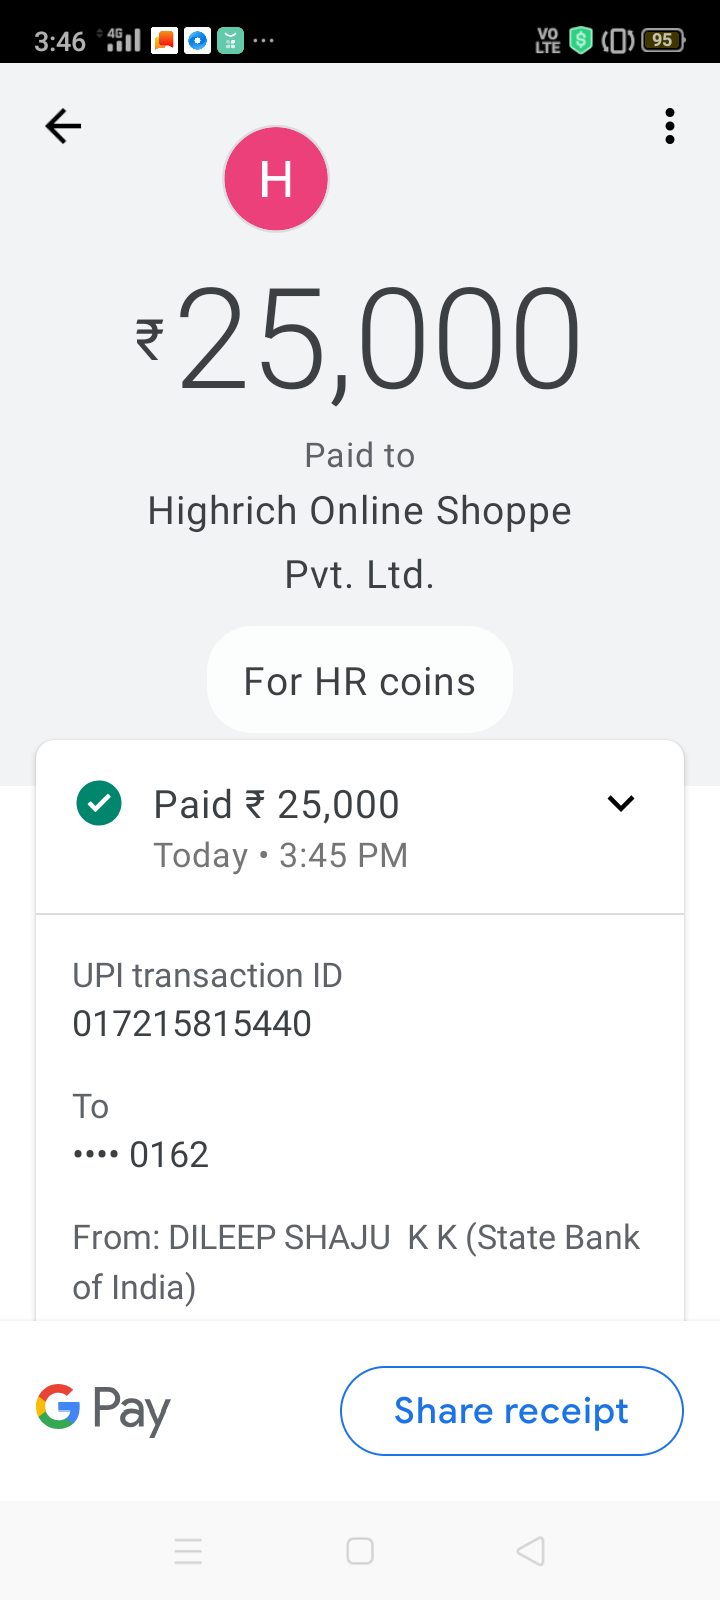 3:46 4G VO LTE 95
H
₹25,000
Paid to
Highrich Online Shoppe
Pvt. Ltd.
For HR coins
Paid ₹ 25,000
Today • 3:45 PM
UPI transaction ID
017215815440
To
•••• 0162
From: DILEEP SHAJU K K (State Bank
of India)
G Pay
Share receipt